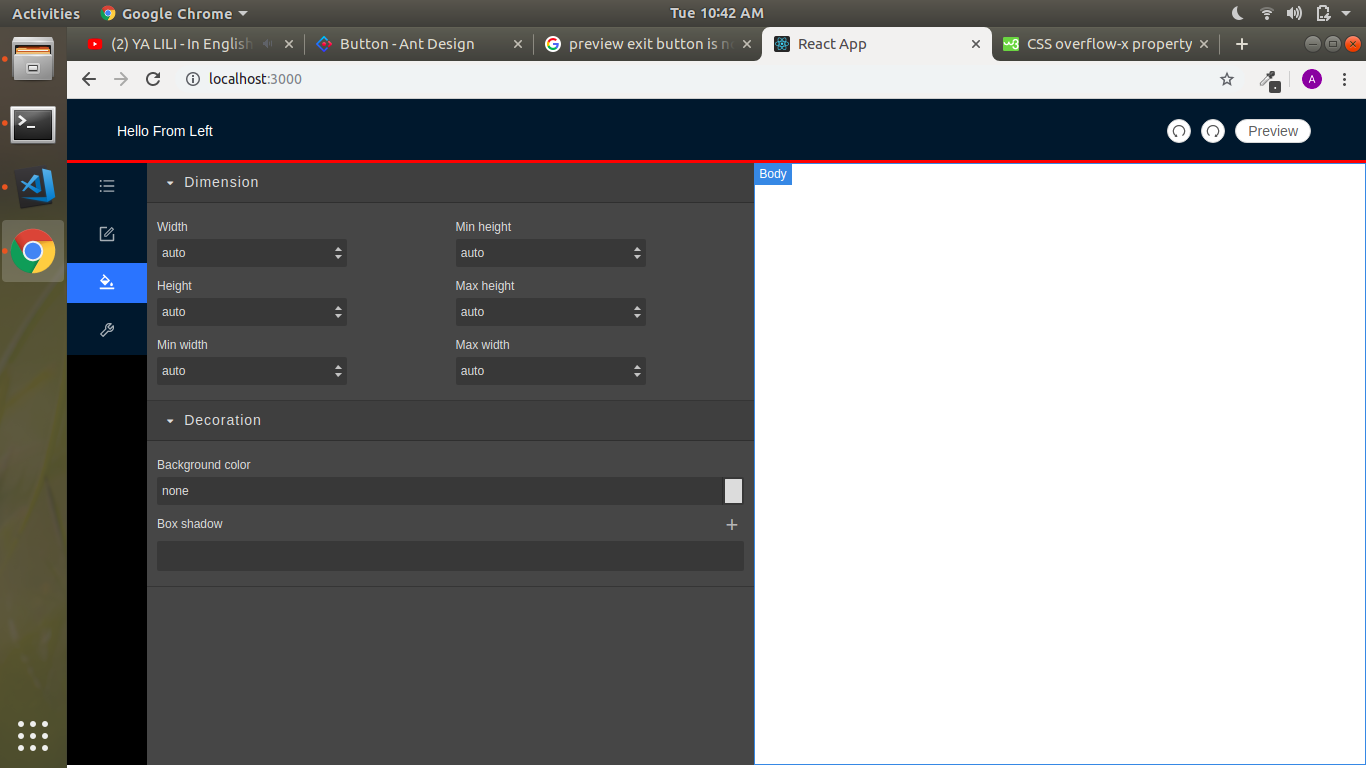 Activities
Google Chrome
Tue 10:42 AM
(2) YA LILI - In English
Button - Ant Design
preview exit button is n
React App
CSS overflow-x property
localhost:3000
A
Hello From Left
Preview
Dimension
Body
Width
Min height
auto
auto
Height
Max height
auto
auto
Min width
Max width
auto
auto
Decoration
Background color
none
Box shadow